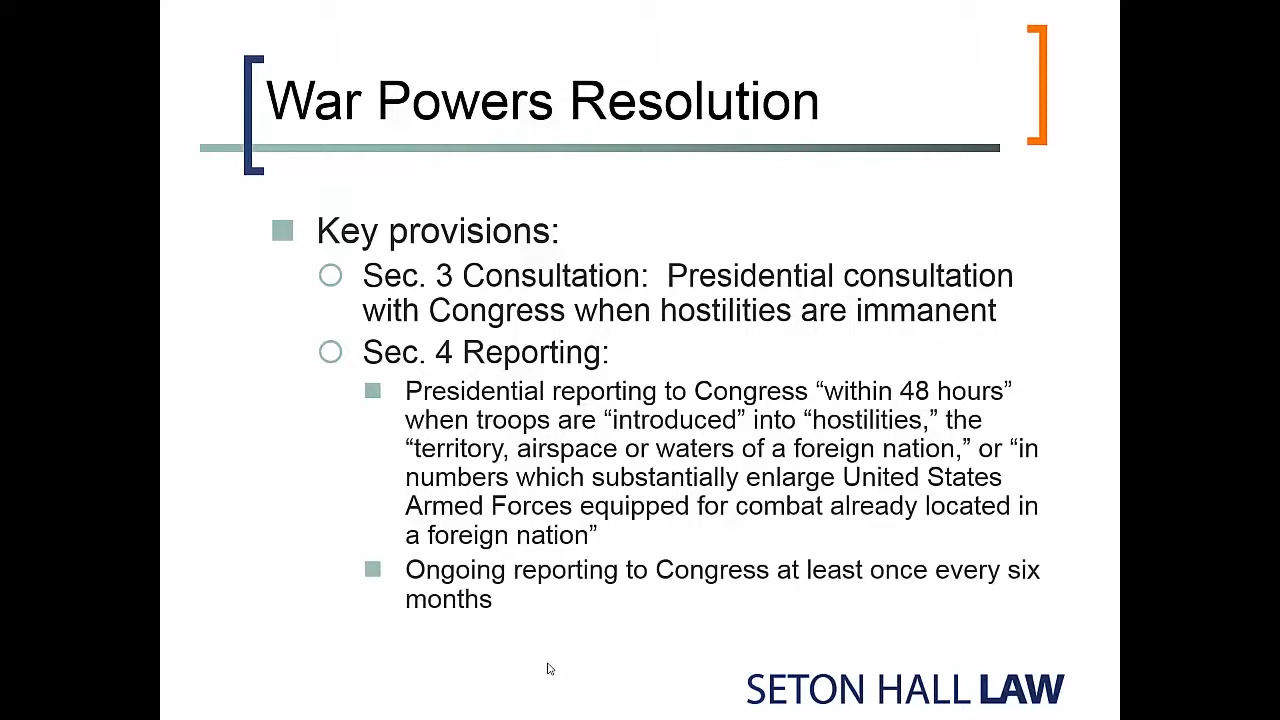 War Powers Resolution
Key provisions:
Sec. 3 Consultation:  Presidential consultation
with Congress when hostilities are immanent
Sec. 4 Reporting:
Presidential reporting to Congress “within 48 hours”
when troops are “introduced” into “hostilities,” the
“territory, airspace or waters of a foreign nation,” or “in
numbers which substantially enlarge United States
Armed Forces equipped for combat already located in
a foreign nation”
Ongoing reporting to Congress at least once every six
months
SETON HALL LAW